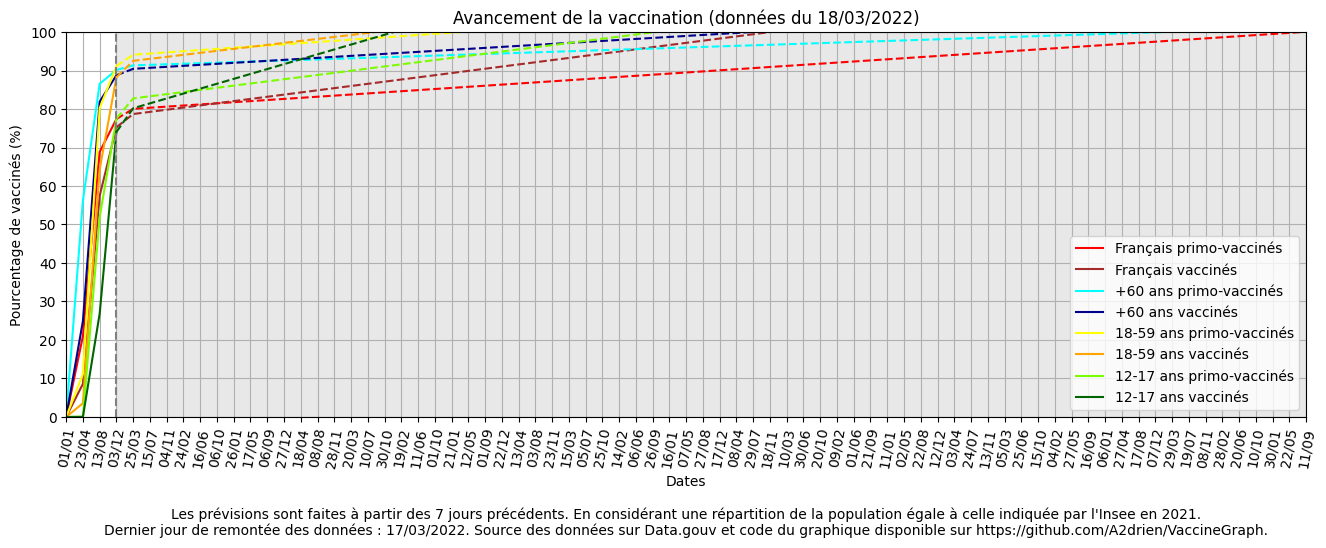 Avancement de la vaccination (données du 18/03/2022)
Pourcentage de vaccinés (%)
100
90
80
70
60
50
40
30
20
10
0
Français primo-vaccinés
Français vaccinés
+60 ans primo-vaccinés
+60 ans vaccinés
18-59 ans primo-vaccinés
18-59 ans vaccinés
12-17 ans primo-vaccinés
12-17 ans vaccinés
01/01 23/04 13/08 03/12 25/03 15/07 04/11 24/02 16/06 06/10 26/01 17/05 06/09 27/12 18/04 08/08 28/11 20/03 10/07 30/10 19/02 11/06 01/10 21/01 12/05 01/09 22/12 13/04 03/08 23/11 15/03 05/07 25/10 14/02 06/06 26/09 16/01 07/05 27/08 17/12 08/04 29/07 18/11 10/03 30/06 20/10 09/02 01/06 21/09 11/01 02/05 22/08 12/12 03/04 24/07 13/11 05/03 25/06 15/10 04/02 27/05 16/09 06/01 27/04 17/08 07/12 29/03 19/07 08/11 28/02 20/06 10/10 30/01 22/05 11/09
Dates
Les prévisions sont faites à partir des 7 jours précédents. En considérant une répartition de la population égale à celle indiquée par l'Insee en 2021.
Dernier jour de remontée des données : 17/03/2022. Source des données sur Data.gouv et code du graphique disponible sur https://github.com/A2drien/VaccineGraph.